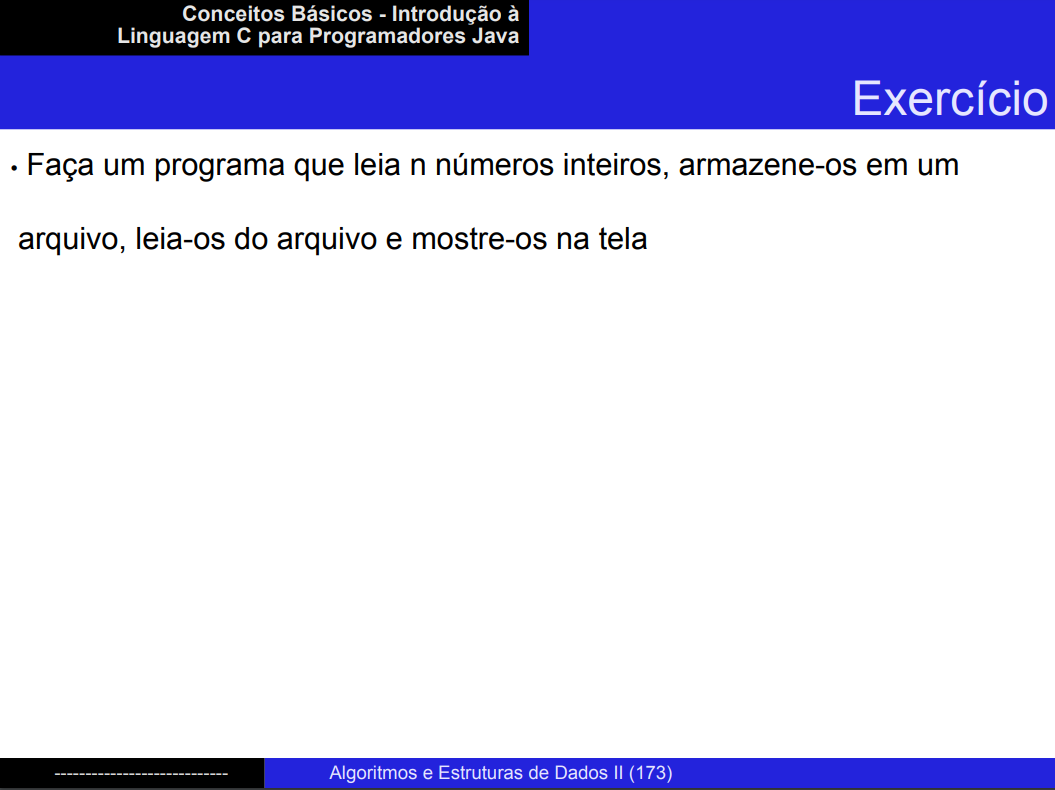 Conceitos Básicos - Introdução à
Linguagem C para Programadores Java
Exercício
• Faça um programa que leia n números inteiros, armazene-os em um
arquivo, leia-os do arquivo e mostre-os na tela
----------------------------
Algoritmos e Estruturas de Dados II (173)